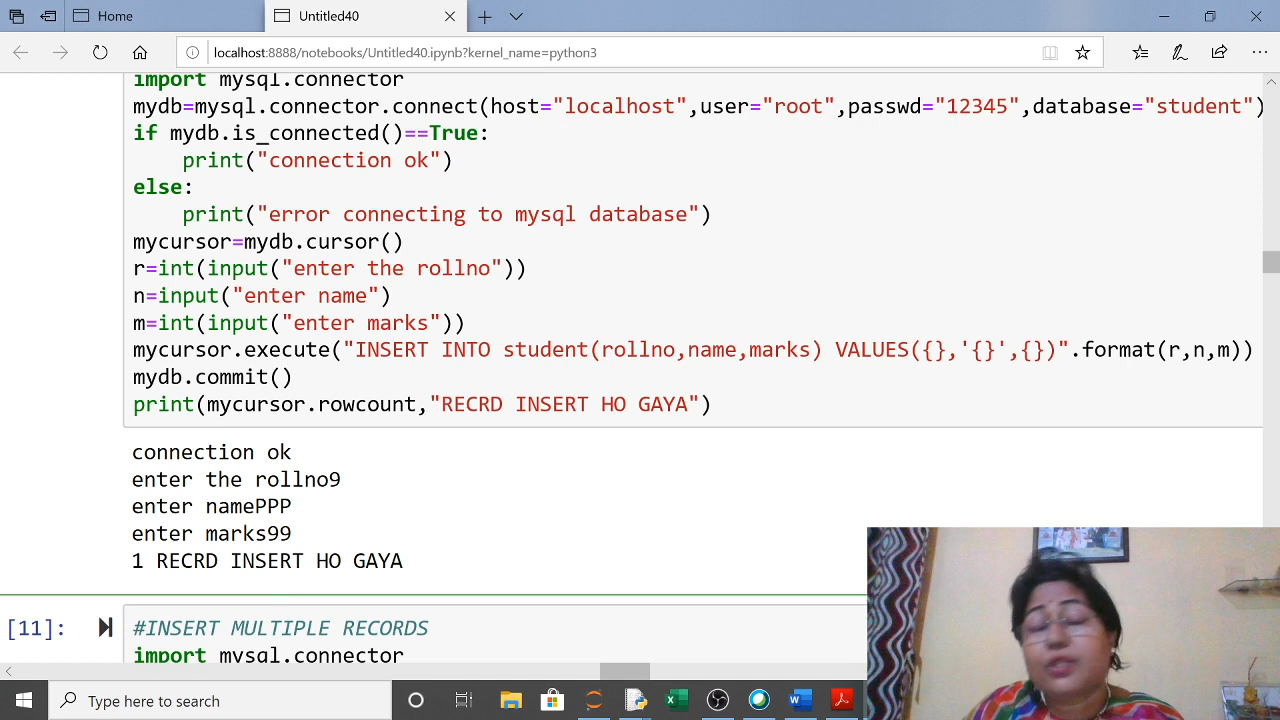 Home
Untitled40
localhost:8888/notebooks/Untitled40.ipynb?kernel_name=python3
import mysql.connector
mydb=mysql.connector.connect(host="localhost",user="root",passwd="12345",database="student")
if mydb.is_connected()==True:
    print("connection ok")
else:
    print("error connecting to mysql database")
mycursor=mydb.cursor()
r=int(input("enter the rollno"))
n=input("enter name")
m=int(input("enter marks"))
mycursor.execute("INSERT INTO student(rollno,name,marks) VALUES({},'{}',{})".format(r,n,m))
mydb.commit()
print(mycursor.rowcount,"RECRD INSERT HO GAYA")
connection ok
enter the rollno9
enter namePPP
enter marks99
1 RECRD INSERT HO GAYA
[11]:
#INSERT MULTIPLE RECORDS
import mysql.connector
Type here to search